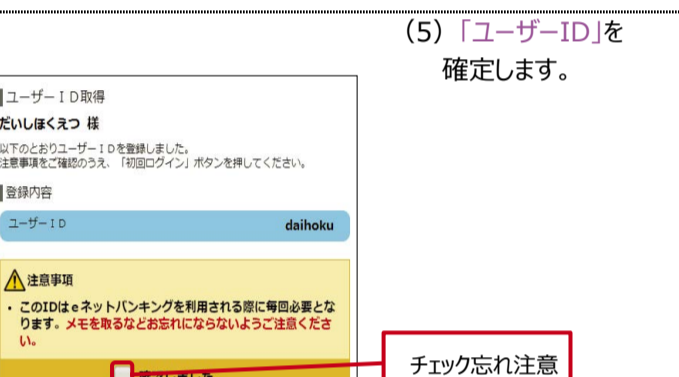 (5)「ユーザーID」を
確定します。
ユーザーＩＤ取得
だいしほくえつ 様
以下のとおりユーザーＩＤを登録しました。
注意事項をご確認のうえ、「初回ログイン」ボタンを押してください。
登録内容
ユーザーＩＤ daihoku
注意事項
・ このIDはｅネットバンキングを利用される際に毎回必要とな
ります。メモを取るなどお忘れにならないようご注意くださ
い。
チェック忘れ注意